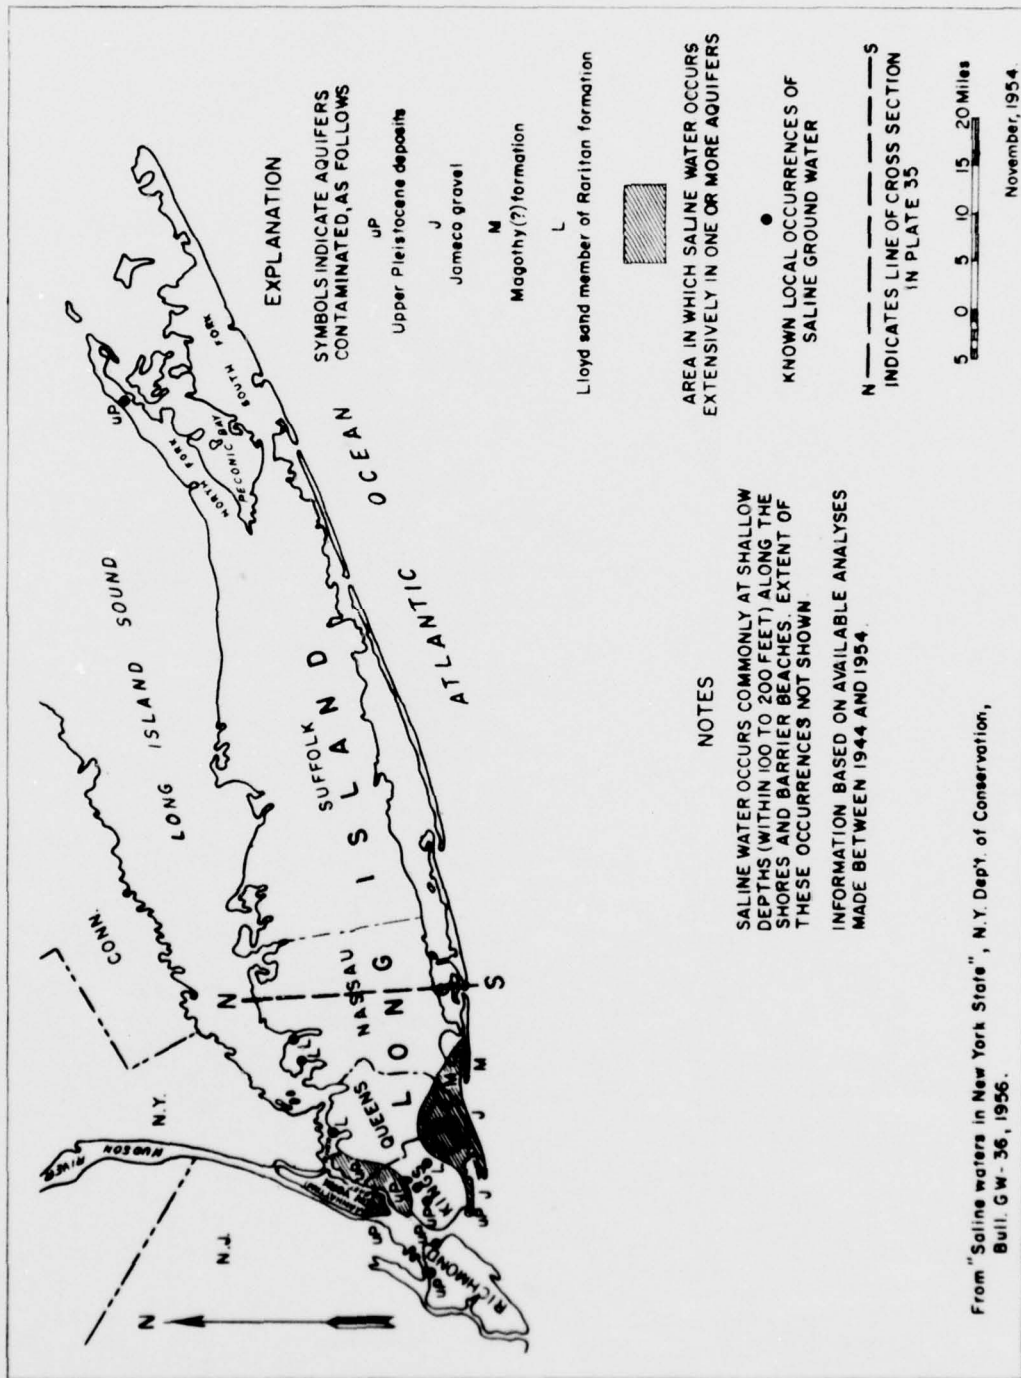 N
N.J.
N.Y.
CONN.
HUDSON
RIVER
LONG ISLAND SOUND
MANHATTAN
QUEENS
KINGS
RICHMOND
NASSAU
SUFFOLK
LONG ISLAND
N
S
NORTH FORK
PECONIC BAY
SOUTH FORK
ATLANTIC OCEAN
uP
uP
uP
uP
uP
L
L
L
L
J
J
M
M
EXPLANATION
SYMBOLS INDICATE AQUIFERS
CONTAMINATED, AS FOLLOWS
uP
Upper Pleistocene deposits
J
Jameco gravel
M
Magothy(?) formation
L
Lloyd sand member of Raritan formation
AREA IN WHICH SALINE WATER OCCURS
EXTENSIVELY IN ONE OR MORE AQUIFERS
KNOWN LOCAL OCCURRENCES OF
SALINE GROUND WATER
N — — — — — S
INDICATES LINE OF CROSS SECTION
IN PLATE 35
5 0 5 10 15 20 Miles
November, 1954.
NOTES
SALINE WATER OCCURS COMMONLY AT SHALLOW
DEPTHS (WITHIN 100 TO 200 FEET) ALONG THE
SHORES AND BARRIER BEACHES. EXTENT OF
THESE OCCURRENCES NOT SHOWN.
INFORMATION BASED ON AVAILABLE ANALYSES
MADE BETWEEN 1944 AND 1954.
From "Saline waters in New York State", N.Y. Dep't. of Conservation,
Bull. GW-36, 1956.